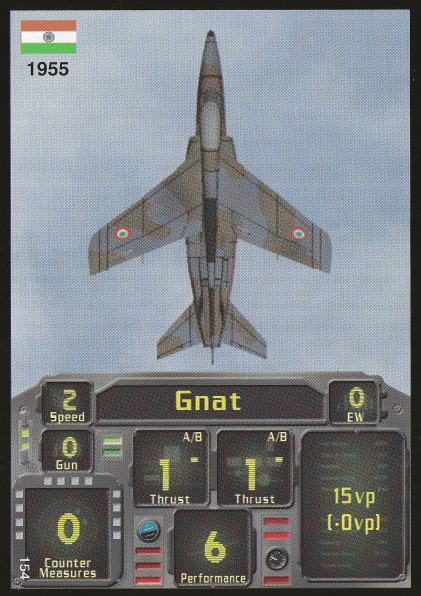 1955
Gnat
2
Speed
0
EW
0
Gun
A/B
1 -
Thrust
A/B
1 -
Thrust
15vp
(-0vp)
0
Counter
Measures
6
Performance
154